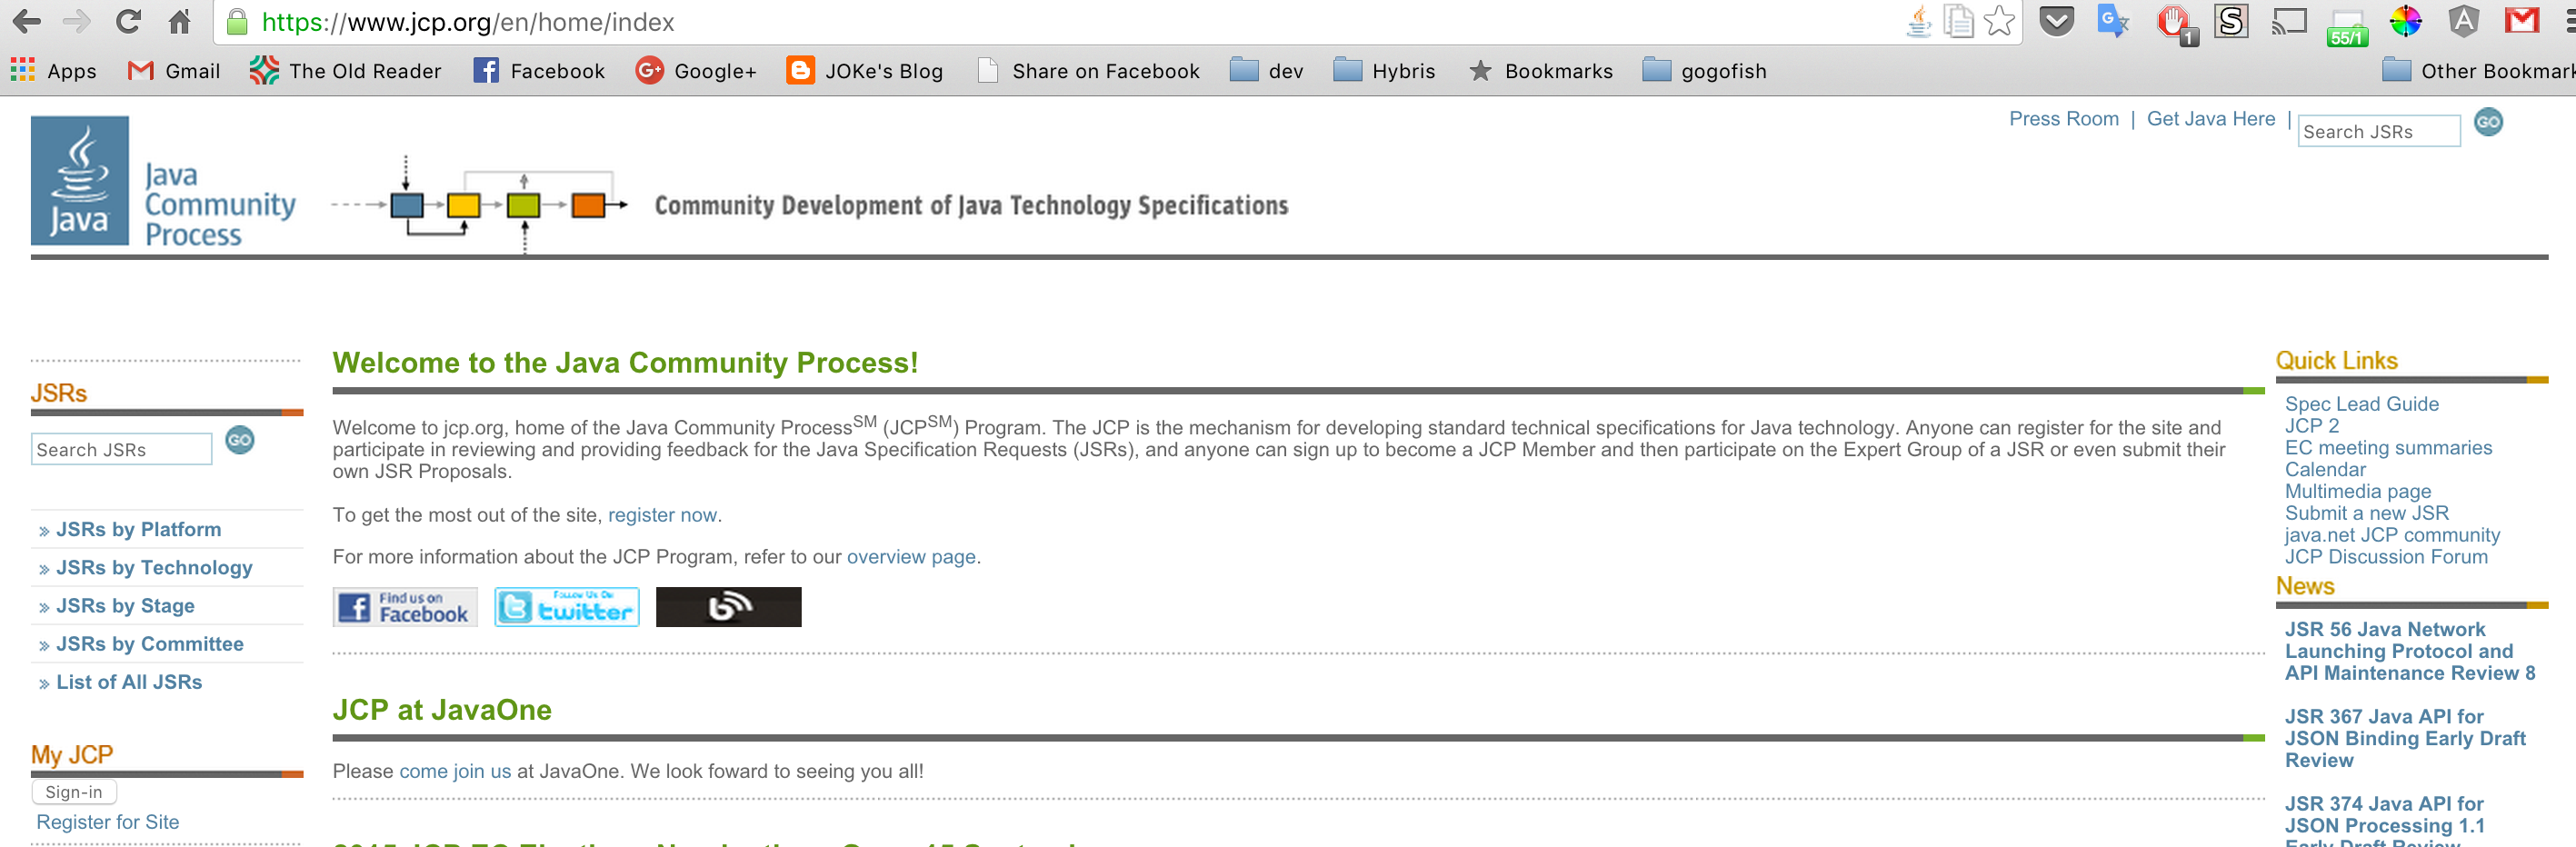 https://www.jcp.org/en/home/index
1
S
55/1
A
Apps Gmail The Old Reader Facebook Google+ JOKe's Blog Share on Facebook dev Hybris Bookmarks gogofish Other Bookmark
Press Room | Get Java Here | Search JSRs GO
Java
Java
Community
Process
Community Development of Java Technology Specifications
JSRs
Search JSRs GO
» JSRs by Platform
» JSRs by Technology
» JSRs by Stage
» JSRs by Committee
» List of All JSRs
My JCP
Sign-in
Register for Site
Welcome to the Java Community Process!
Welcome to jcp.org, home of the Java Community ProcessSM (JCPSM) Program. The JCP is the mechanism for developing standard technical specifications for Java technology. Anyone can register for the site and
participate in reviewing and providing feedback for the Java Specification Requests (JSRs), and anyone can sign up to become a JCP Member and then participate on the Expert Group of a JSR or even submit their
own JSR Proposals.
To get the most out of the site, register now.
For more information about the JCP Program, refer to our overview page.
Find us on
Facebook
Follow Us On
twitter
JCP at JavaOne
Please come join us at JavaOne. We look foward to seeing you all!
Quick Links
Spec Lead Guide
JCP 2
EC meeting summaries
Calendar
Multimedia page
Submit a new JSR
java.net JCP community
JCP Discussion Forum
News
JSR 56 Java Network
Launching Protocol and
API Maintenance Review 8
JSR 367 Java API for
JSON Binding Early Draft
Review
JSR 374 Java API for
JSON Processing 1.1
Early Draft Review